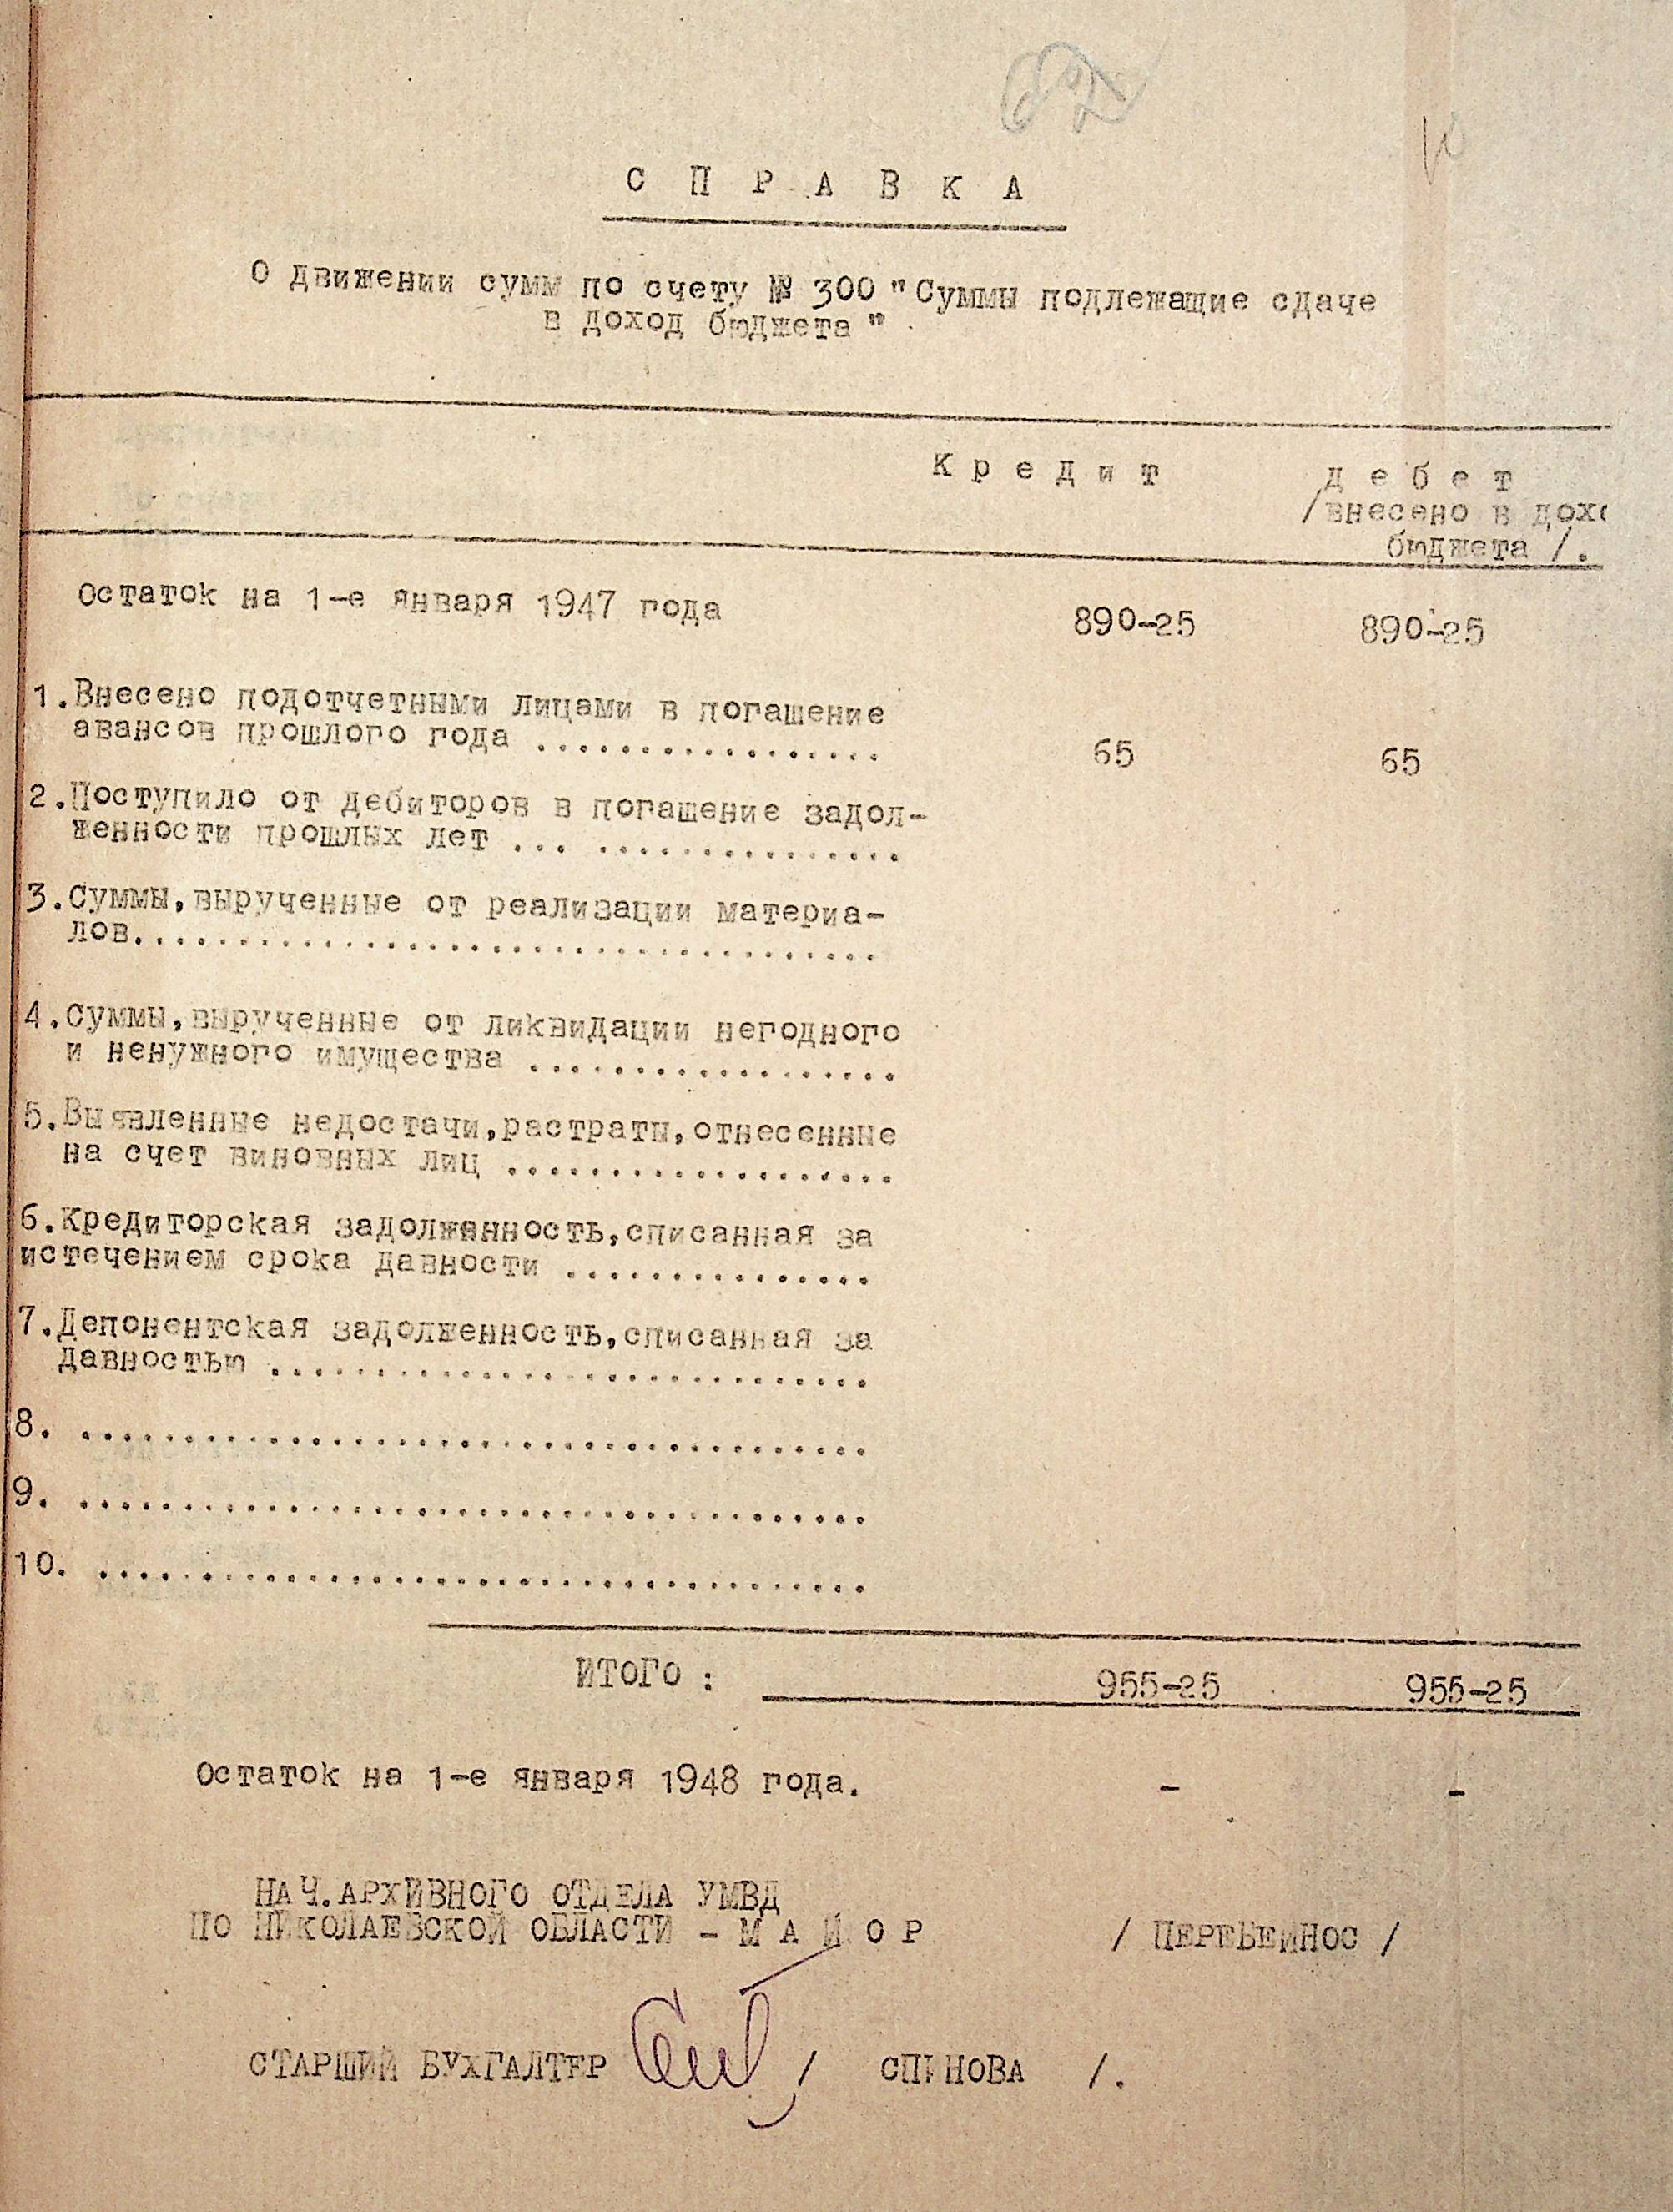 С П Р А В К А
О движении сумм по счету № 300 "Суммы подлежащие сдаче
в доход бюджета"
К р е д и т
д е б е т
/внесено в дохо
бюджета /.
Остаток на 1-е января 1947 года 890-25 890-25
1.Внесено подотчетными лицами в погашение
авансов прошлого года ................. 65 65
2.Поступило от дебиторов в погашение задол-
женности прошлых лет ... ...............
3.Суммы,вырученные от реализации материа-
лов....................................
4.Суммы,вырученные от ликвидации негодного
и ненужного имущества ..................
5.Выявленные недостачи,растраты,отнесенные
на счет виновных лиц ...................
6.Кредиторская задолженность,списанная за
истечением срока давности ...............
7.Депонентская задолженность,списанная за
давностью .............................
8. ......................................
9. ......................................
10. .....................................
ИТОГО : 955-25 955-25
Остаток на 1-е января 1948 года. - -
НАЧ.АРХИВНОГО ОТДЕЛА УМВД
ПО НИКОЛАЕВСКОЙ ОБЛАСТИ - М А Й О Р / ПЕРЕБЕЙНОС /
СТАРШИЙ БУХГАЛТЕР / /.